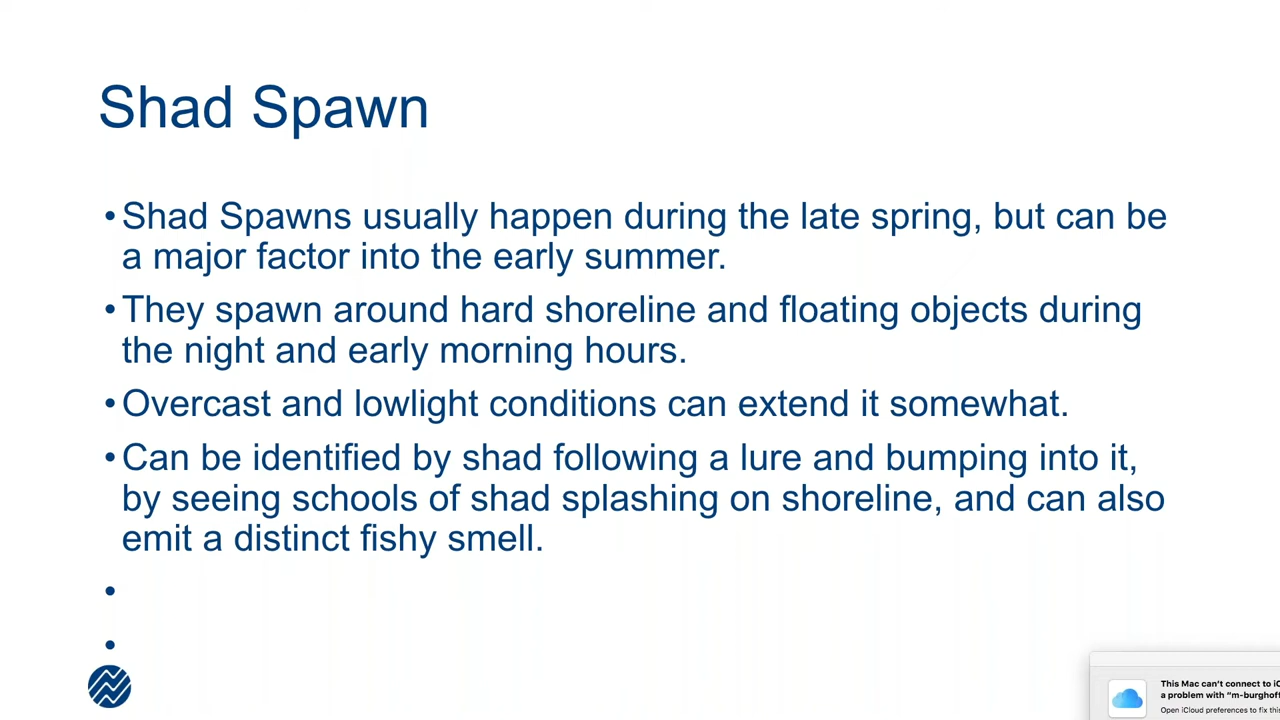 Shad Spawn
•Shad Spawns usually happen during the late spring, but can be
a major factor into the early summer.
•They spawn around hard shoreline and floating objects during
the night and early morning hours.
•Overcast and lowlight conditions can extend it somewhat.
•Can be identified by shad following a lure and bumping into it,
by seeing schools of shad splashing on shoreline, and can also
emit a distinct fishy smell.
•
•
This Mac can't connect to iC
a problem with "m-burghof
Open iCloud preferences to fix this